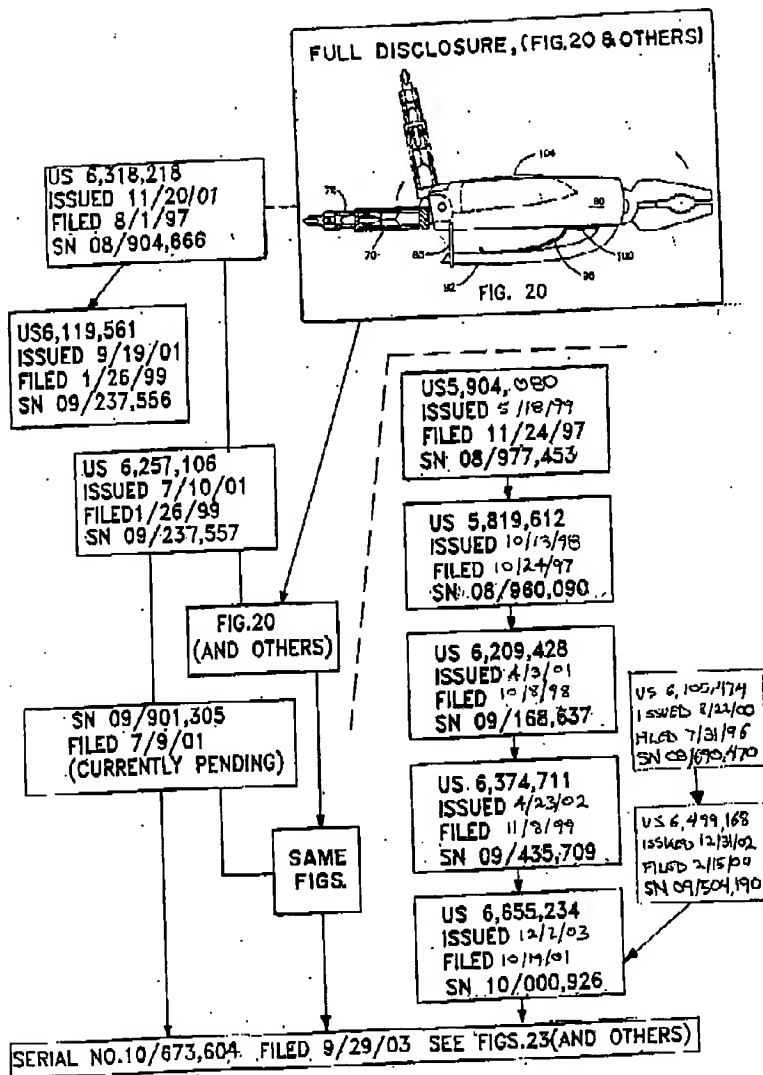 FULL DISCLOSURE, (FIG.20 & OTHERS)
104
80
76
70
83
92
98
100
FIG. 20
US 6,318,218
ISSUED 11/20/01
FILED 8/1/97
SN 08/904,666
US6,119,561
ISSUED 9/19/01
FILED 1/26/99
SN 09/237,556
US 6,257,106
ISSUED 7/10/01
FILED1/26/99
SN 09/237,557
FIG.20
(AND OTHERS)
SN 09/901,305
FILED 7/9/01
(CURRENTLY PENDING)
SAME
FIGS.
US5,904,080
ISSUED 5/18/99
FILED 11/24/97
SN 08/977,453
US 5,819,612
ISSUED 10/13/98
FILED 10/24/97
SN 08/960,090
US 6,209,428
ISSUED 4/3/01
FILED 10/8/98
SN 09/168,637
US 6,374,711
ISSUED 4/23/02
FILED 11/8/99
SN 09/435,709
US 6,655,234
ISSUED 12/2/03
FILED 10/19/01
SN 10/000,926
US 6,105,474
ISSUED 8/22/00
FILED 7/31/96
SN 08/690,470
US 6,499,168
ISSUED 12/31/02
FILED 2/15/00
SN 09/504,190
SERIAL NO.10/673,604 FILED 9/29/03 SEE FIGS.23(AND OTHERS)